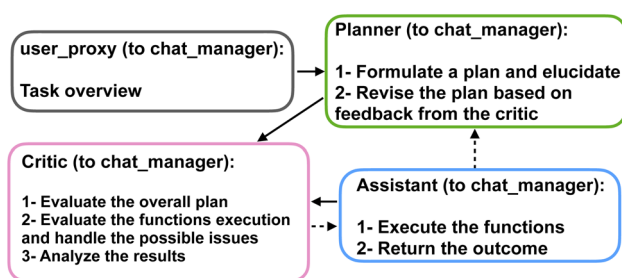 user_proxy (to chat_manager):
Task overview
Planner (to chat_manager):
1- Formulate a plan and elucidate
2- Revise the plan based on
feedback from the critic
Critic (to chat_manager):
1- Evaluate the overall plan
2- Evaluate the functions execution
and handle the possible issues
3- Analyze the results
Assistant (to chat_manager):
1- Execute the functions
2- Return the outcome